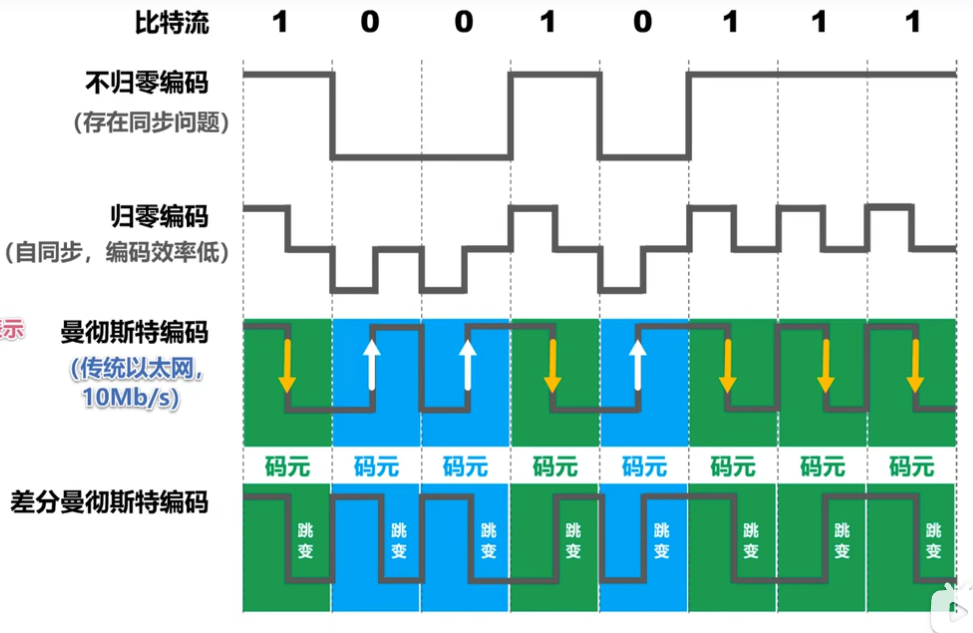 比特流 1 0 0 1 0 1 1 1
不归零编码
(存在同步问题)
归零编码
(自同步，编码效率低)
示
曼彻斯特编码
(传统以太网，
10Mb/s)
码元 码元 码元 码元 码元 码元 码元 码元
差分曼彻斯特编码
跳变 跳变 跳变 跳变 跳变 跳变 跳变 跳变